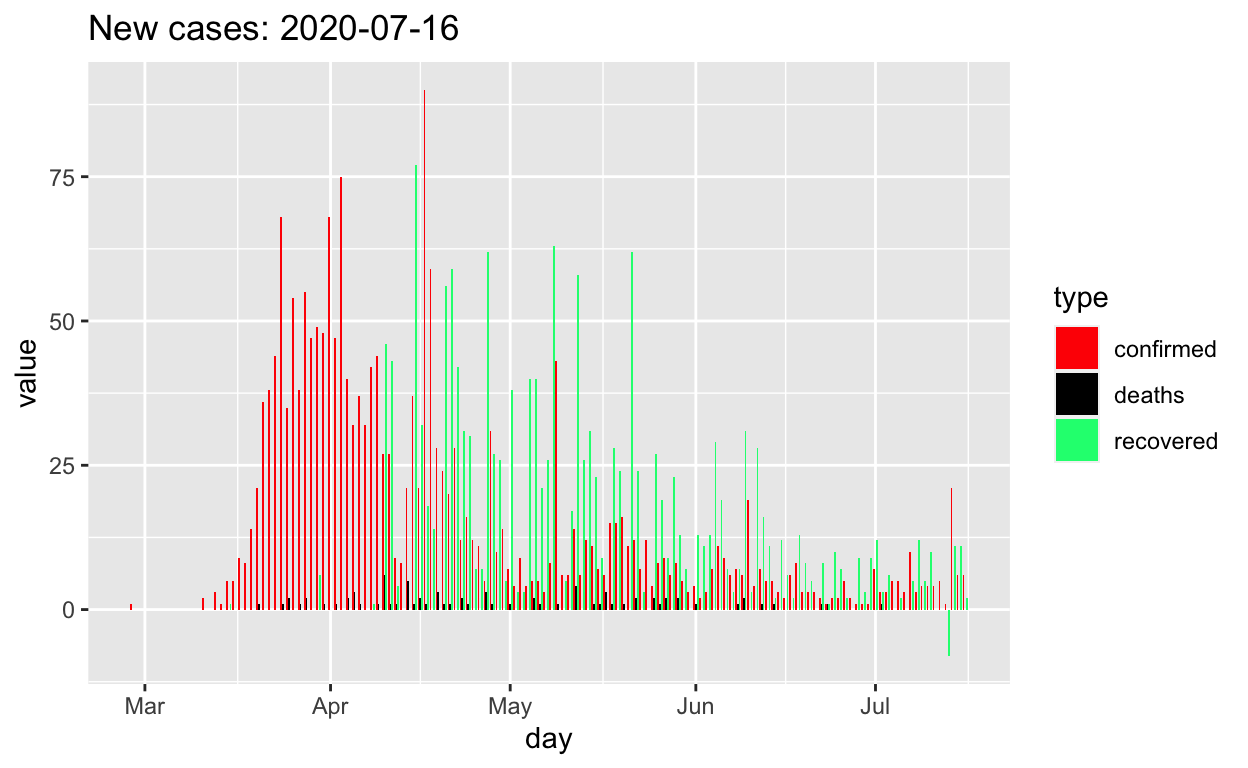 New cases: 2020-07-16
75
50
25
0
value
Mar Apr May Jun Jul
day
type
confirmed
deaths
recovered